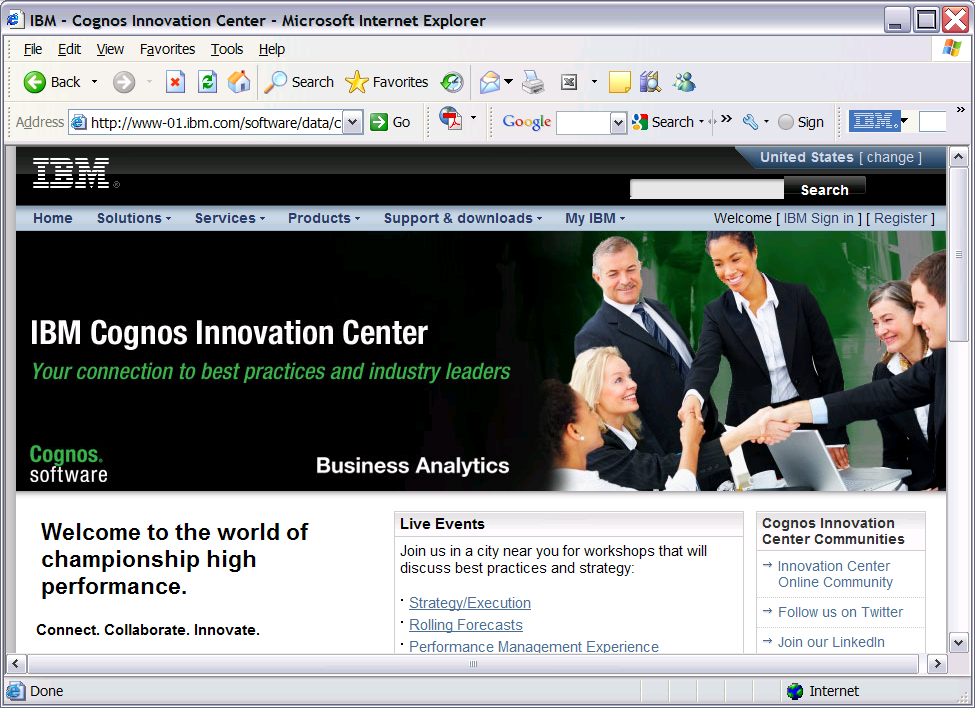 IBM - Cognos Innovation Center - Microsoft Internet Explorer
File Edit View Favorites Tools Help
Back Search Favorites
Address http://www-01.ibm.com/software/data/c Go Google Search Sign IBM
IBM
United States [ change ]
Search
Home Solutions Services Products Support & downloads My IBM Welcome [ IBM Sign in ] [ Register ]
IBM Cognos Innovation Center
Your connection to best practices and industry leaders
Cognos.
software
Business Analytics
Welcome to the world of
championship high
performance.
Connect. Collaborate. Innovate.
Live Events
Join us in a city near you for workshops that will
discuss best practices and strategy:
· Strategy/Execution
· Rolling Forecasts
· Performance Management Experience
Cognos Innovation
Center Communities
→ Innovation Center
Online Community
→ Follow us on Twitter
→ Join our LinkedIn
Done Internet